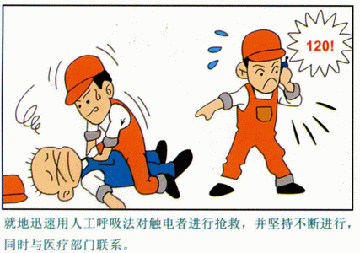 120!
就地迅速用人工呼吸法对触电者进行抢救，并坚持不断进行，
同时与医疗部门联系。